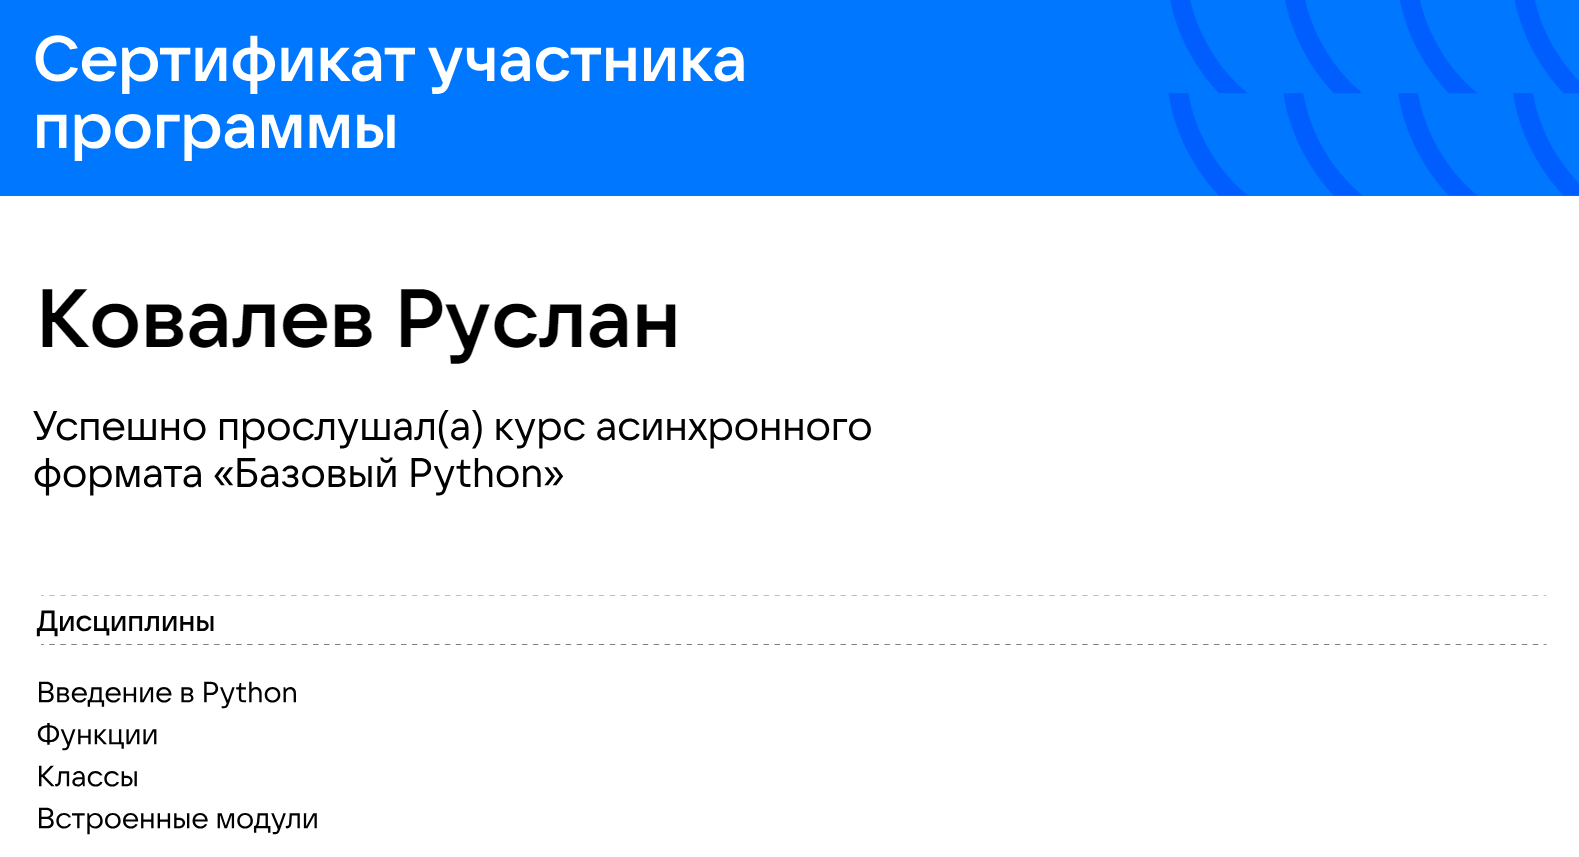 Сертификат участника
программы
Ковалев Руслан
Успешно прослушал(а) курс асинхронного
формата «Базовый Python»
Дисциплины
Введение в Python
Функции
Классы
Встроенные модули